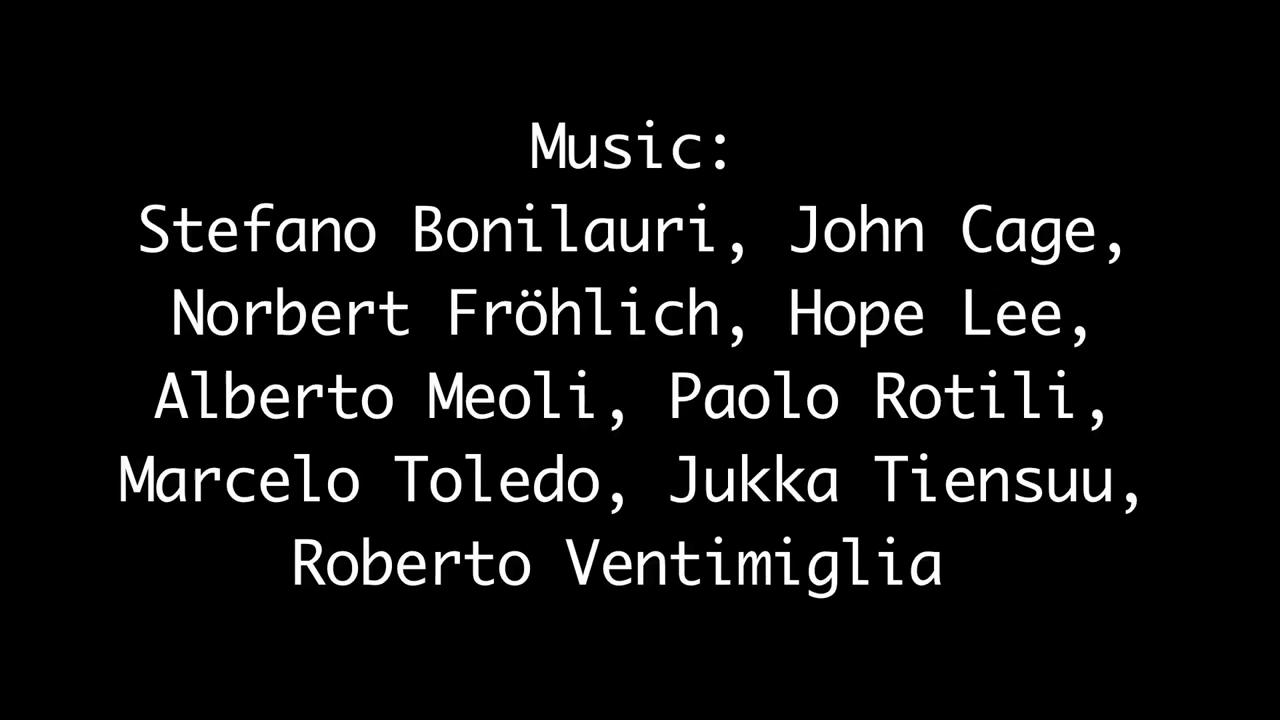 Music:
Stefano Bonilauri, John Cage,
Norbert Fröhlich, Hope Lee,
Alberto Meoli, Paolo Rotili,
Marcelo Toledo, Jukka Tiensuu,
Roberto Ventimiglia